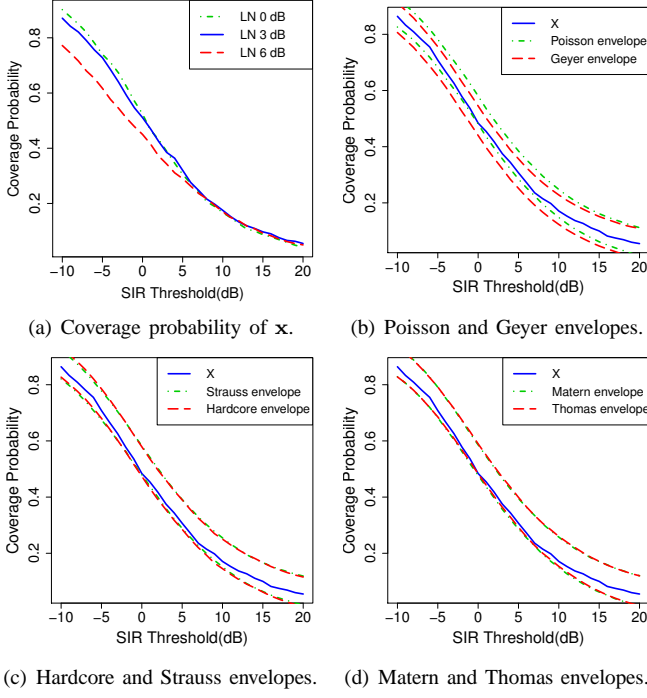 LN 0 dB
LN 3 dB
LN 6 dB
Coverage Probability
0.2 0.4 0.6 0.8
−10 −5 0 5 10 15 20
SIR Threshold(dB)
(a) Coverage probability of x.
X
Poisson envelope
Geyer envelope
Coverage Probability
0.2 0.4 0.6 0.8
−10 −5 0 5 10 15 20
SIR Threshold(dB)
(b) Poisson and Geyer envelopes.
X
Strauss envelope
Hardcore envelope
Coverage Probability
0.2 0.4 0.6 0.8
−10 −5 0 5 10 15 20
SIR Threshold(dB)
(c) Hardcore and Strauss envelopes.
X
Matern envelope
Thomas envelope
Coverage Probability
0.2 0.4 0.6 0.8
−10 −5 0 5 10 15 20
SIR Threshold(dB)
(d) Matern and Thomas envelopes.